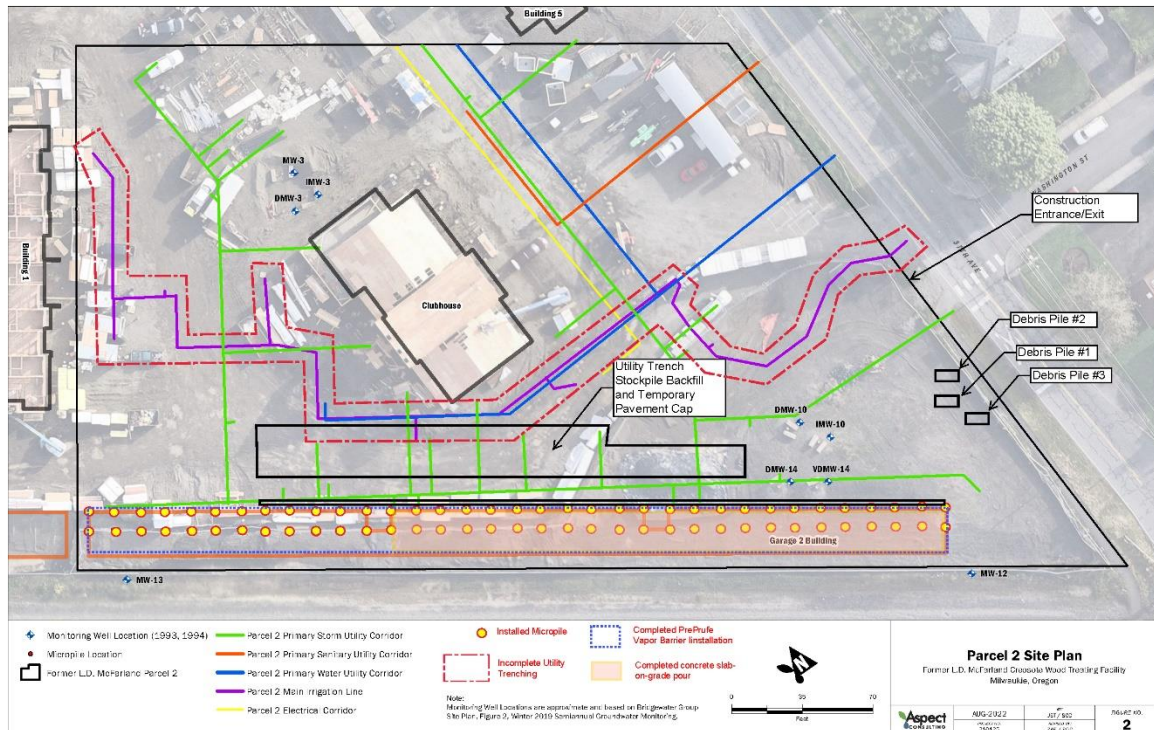 Building 5
WASHINGTON ST
Construction
Entrance/Exit
37TH AVE
MW-3
IMW-3
DMW-3
Building 1
Clubhouse
Debris Pile #2
Debris Pile #1
Debris Pile #3
Utility Trench
Stockpile Backfill
and Temporary
Pavement Cap
DMW-10
IMW-10
DMW-14
VDMW-14
Garage 2 Building
MW-13
MW-12
Monitoring Well Location (1993, 1994)
Micropile Location
Former L.D. McFarland Parcel 2
Parcel 2 Primary Storm Utility Corridor
Parcel 2 Primary Sanitary Utility Corridor
Parcel 2 Primary Water Utility Corridor
Parcel 2 Main Irrigation Line
Parcel 2 Electrical Corridor
Installed Micropile
Incomplete Utility
Trenching
Completed PrePrufe
Vapor Barrier Iinstallation
Completed concrete slab-
on-grade pour
Note:
Monitoring Well Locations are approximate and based on Bridgewater Group
Site Plan, Figure 2, Winter 2019 Semiannual Groundwater Monitoring.
N
0 35 70
Feet
Parcel 2 Site Plan
Former L.D. McFarland Creosote Wood Treating Facility
Milwaukie, Oregon
Aspect
CONSULTING
AUG-2022
BY:
FIGURE NO.
2